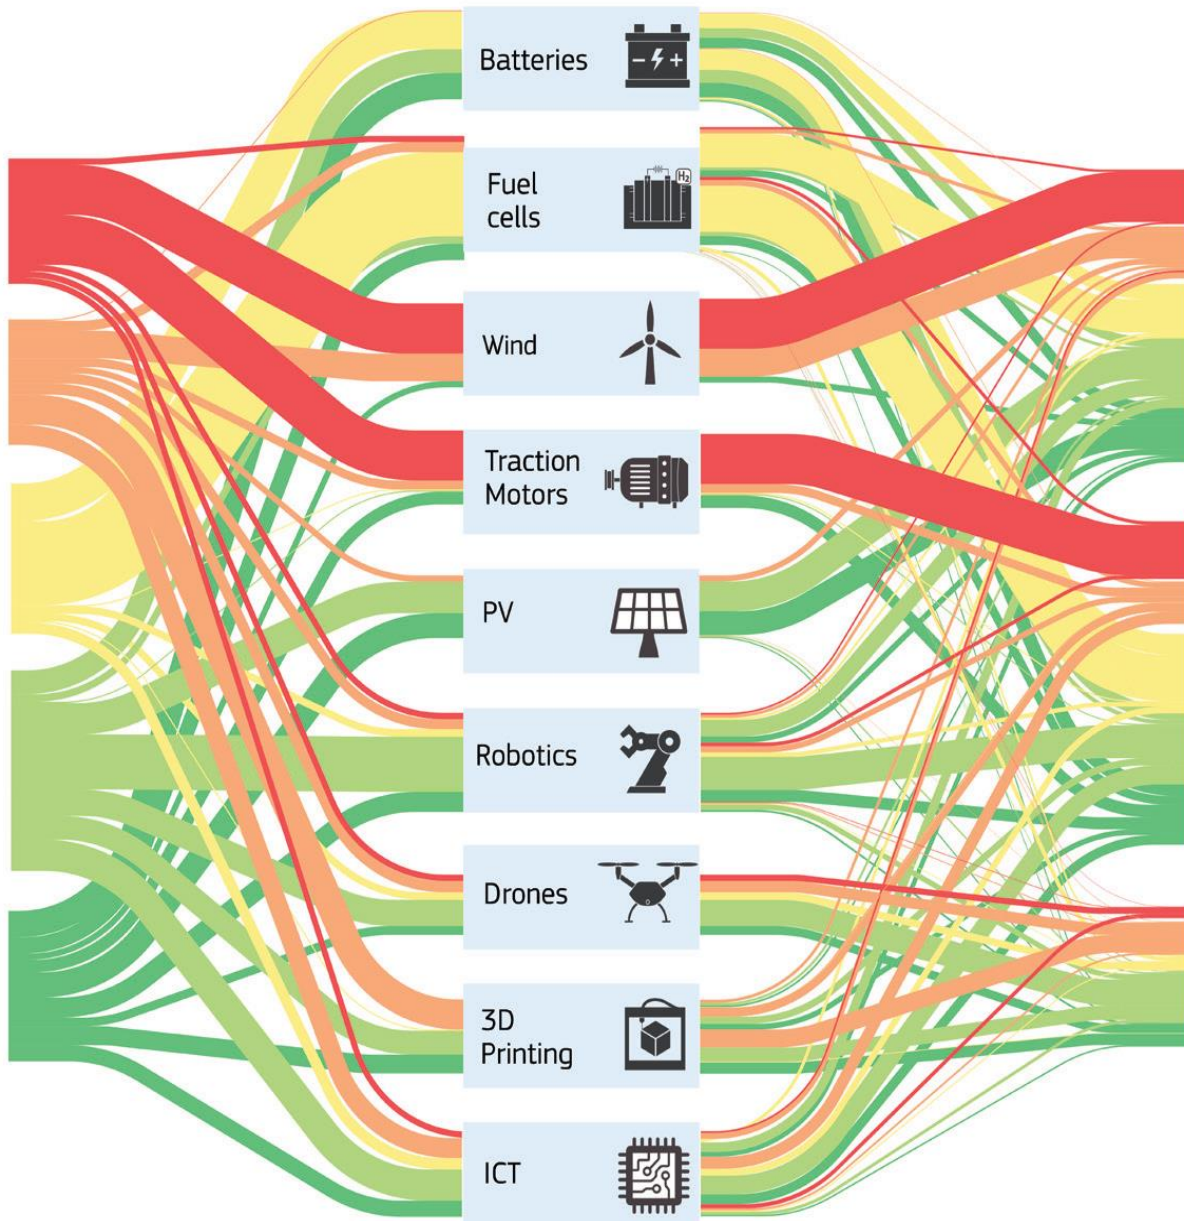 Batteries
- +
Fuel
cells
H2
Wind
Traction
Motors
PV
Robotics
Drones
3D
Printing
ICT